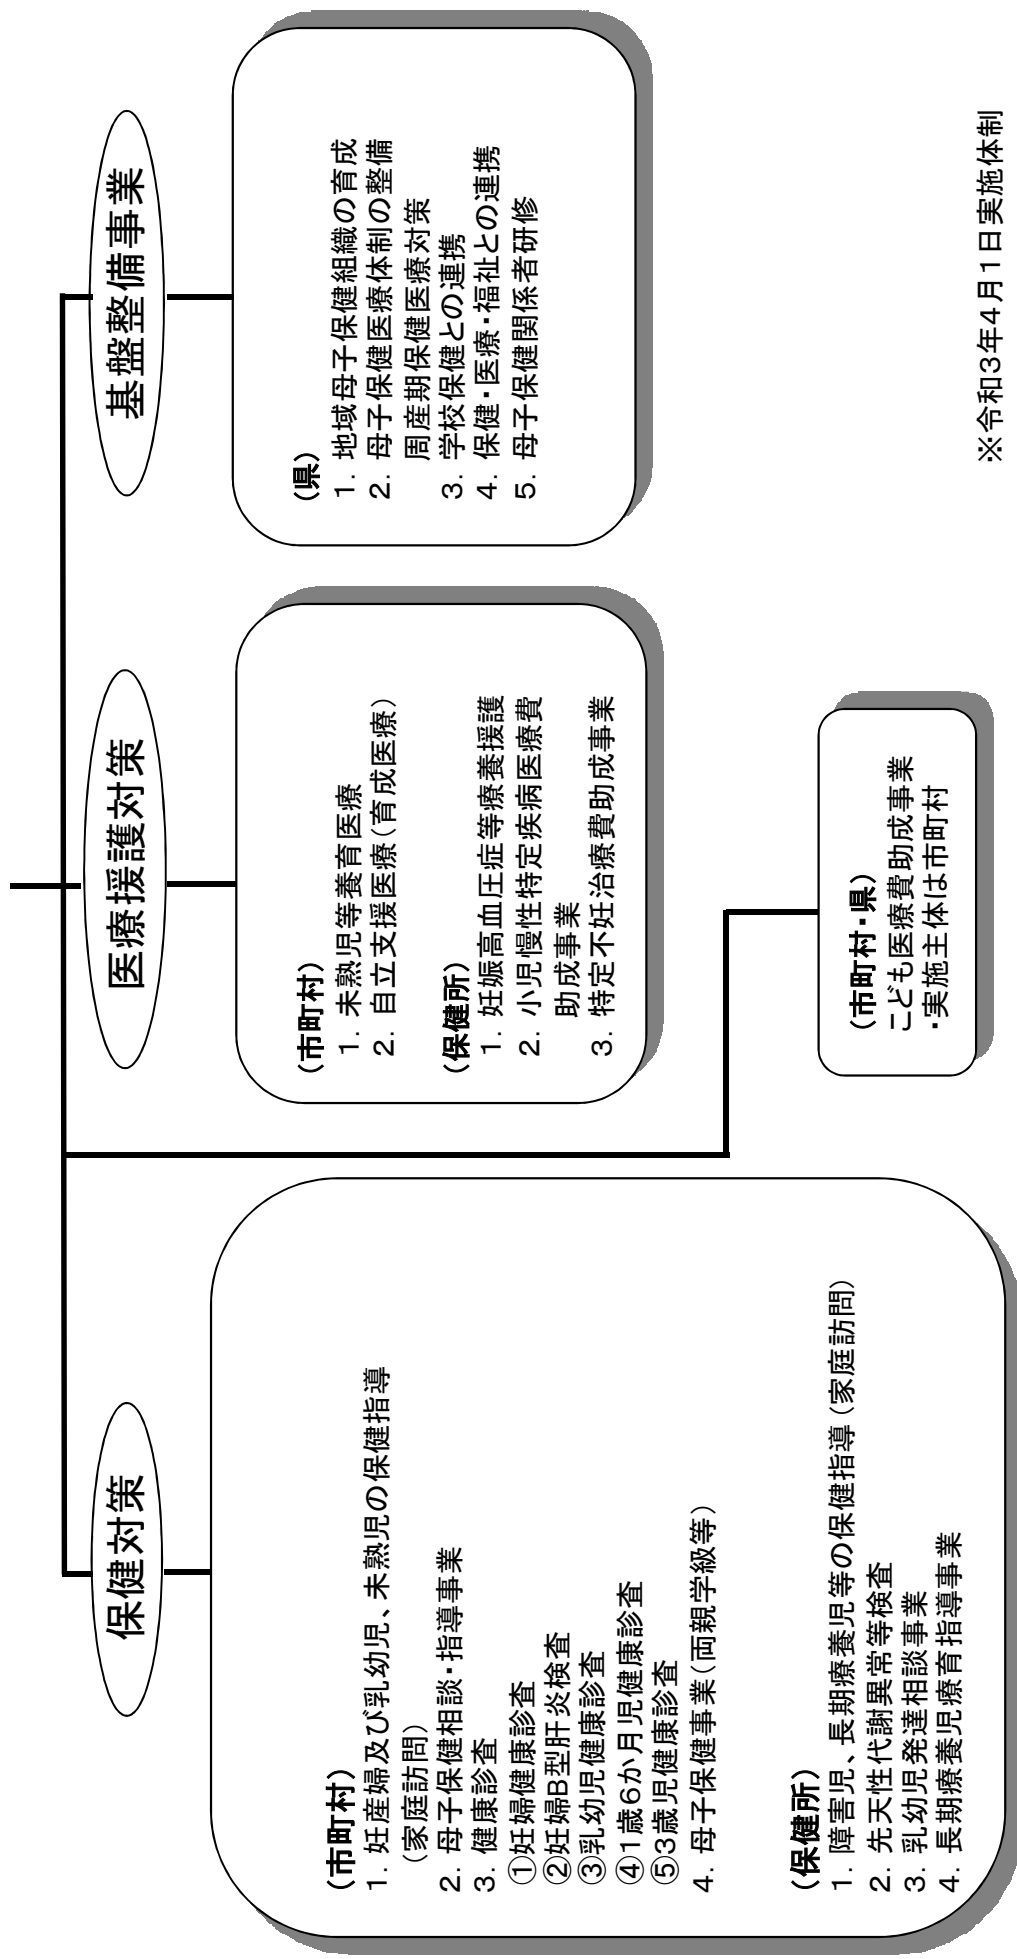 保健対策
(市町村)
1. 妊産婦及び乳幼児、未熟児の保健指導
(家庭訪問)
2. 母子保健相談・指導事業
3. 健康診査
①妊婦健康診査
②妊婦B型肝炎検査
③乳幼児健康診査
④1歳6か月児健康診査
⑤3歳児健康診査
4. 母子保健事業(両親学級等)
(保健所)
1. 障害児、長期療養児等の保健指導(家庭訪問)
2. 先天性代謝異常等検査
3. 乳幼児発達相談事業
4. 長期療養児療育指導事業
医療援護対策
(市町村)
1. 未熟児等養育医療
2. 自立支援医療(育成医療)
(保健所)
1. 妊娠高血圧症等療養援護
2. 小児慢性特定疾病医療費
助成事業
3. 特定不妊治療費助成事業
(市町村・県)
こども医療費助成事業
・実施主体は市町村
基盤整備事業
(県)
1. 地域母子保健組織の育成
2. 母子保健医療体制の整備
周産期保健医療対策
3. 学校保健との連携
4. 保健・医療・福祉との連携
5. 母子保健関係者研修
※令和3年4月1日実施体制